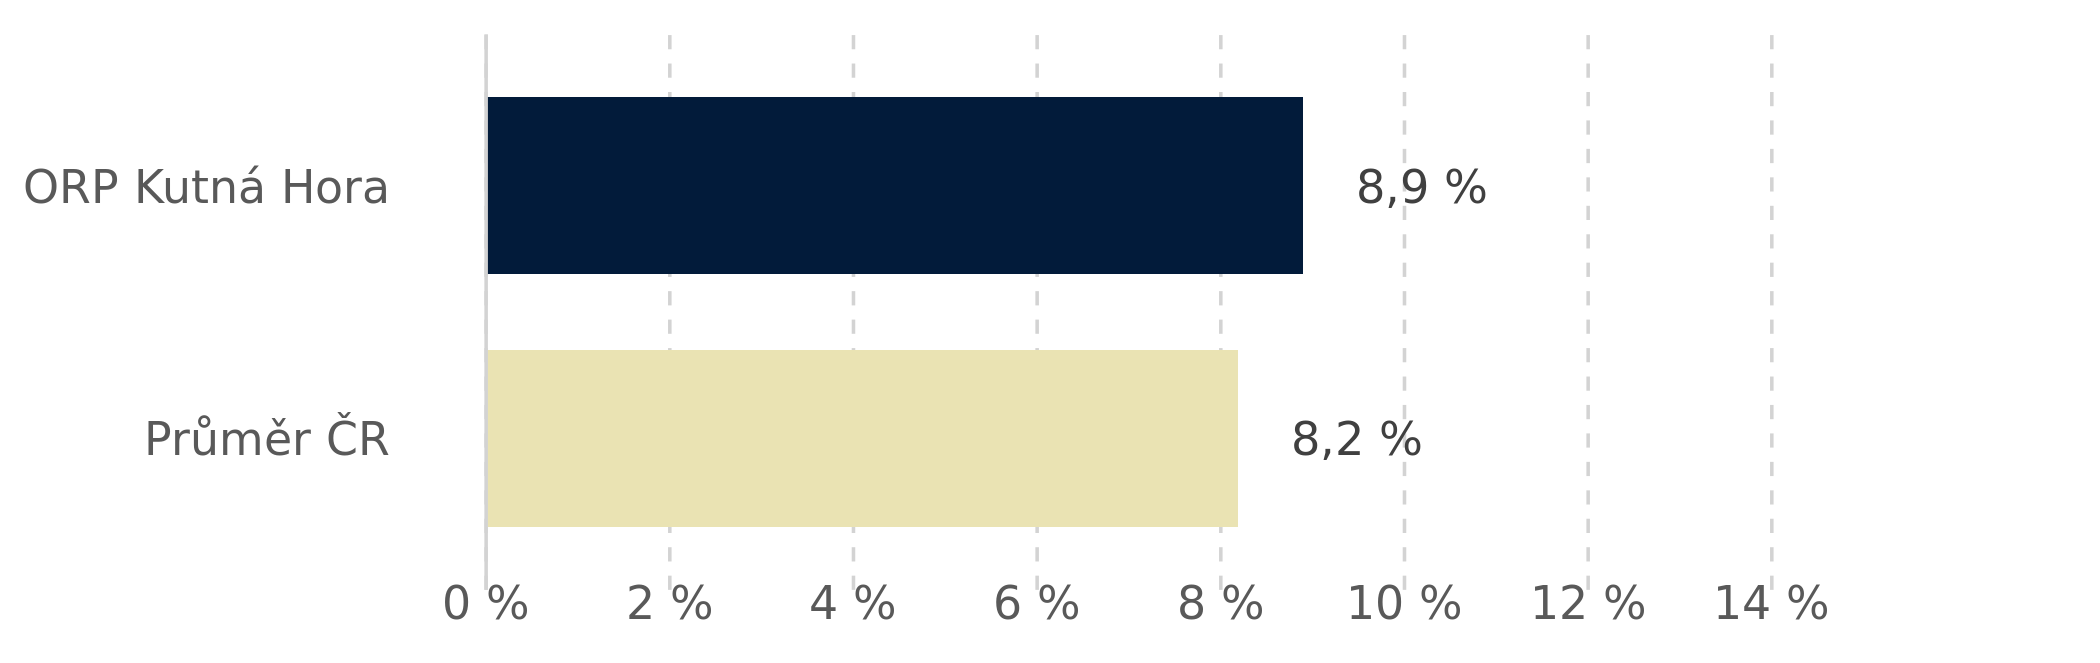 ORP Kutná Hora
8,9 %
Průměr ČR
8,2 %
0 % 2 % 4 % 6 % 8 % 10 % 12 % 14 %